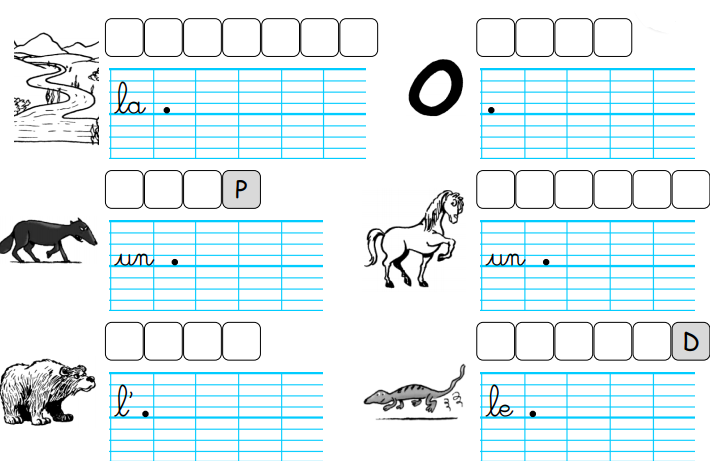 la .
O .
P
un . un .
D
l' . le .